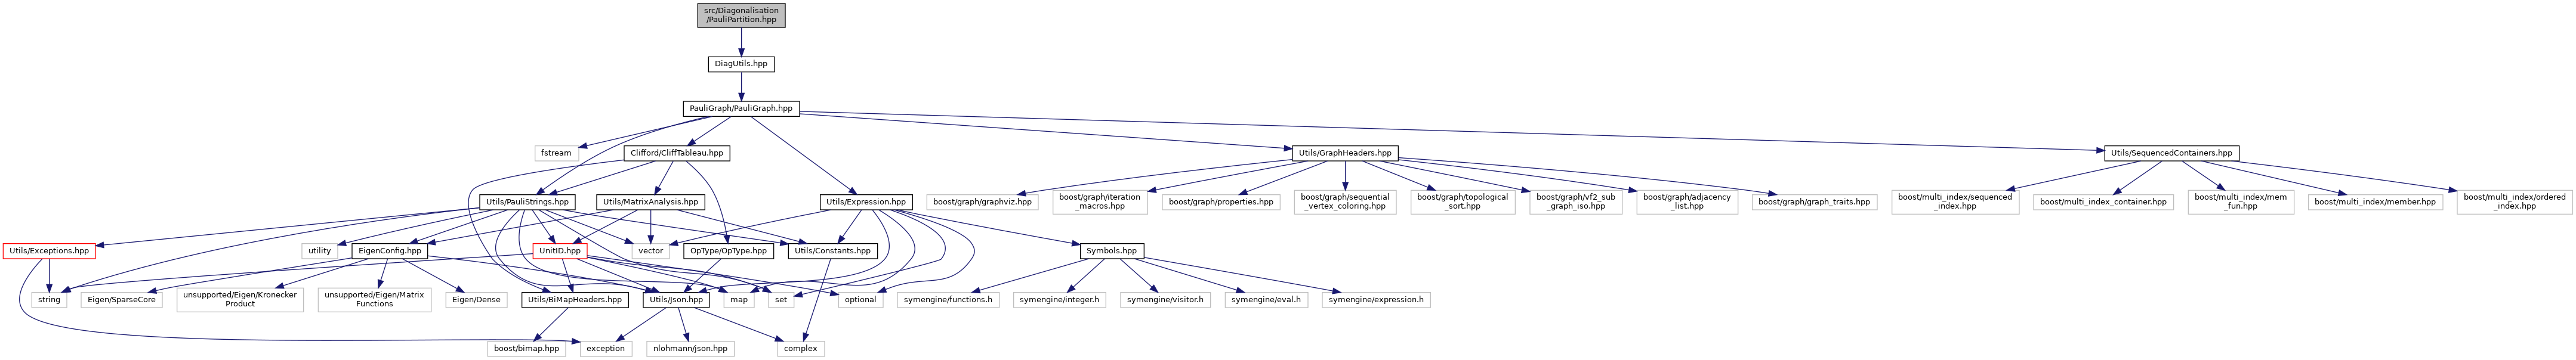 src/Diagonalisation
/PauliPartition.hpp
DiagUtils.hpp
PauliGraph/PauliGraph.hpp
fstream
Clifford/CliffTableau.hpp
Utils/GraphHeaders.hpp
Utils/SequencedContainers.hpp
Utils/PauliStrings.hpp
Utils/MatrixAnalysis.hpp
Utils/Expression.hpp
boost/graph/graphviz.hpp
boost/graph/iteration
_macros.hpp
boost/graph/properties.hpp
boost/graph/sequential
_vertex_coloring.hpp
boost/graph/topological
_sort.hpp
boost/graph/vf2_sub
_graph_iso.hpp
boost/graph/adjacency
_list.hpp
boost/graph/graph_traits.hpp
boost/multi_index/sequenced
_index.hpp
boost/multi_index_container.hpp
boost/multi_index/mem
_fun.hpp
boost/multi_index/member.hpp
boost/multi_index/ordered
_index.hpp
Utils/Exceptions.hpp
utility
EigenConfig.hpp
UnitID.hpp
vector
OpType/OpType.hpp
Utils/Constants.hpp
Symbols.hpp
string
Eigen/SparseCore
unsupported/Eigen/Kronecker
Product
unsupported/Eigen/Matrix
Functions
Eigen/Dense
Utils/BiMapHeaders.hpp
Utils/Json.hpp
map
set
optional
symengine/functions.h
symengine/integer.h
symengine/visitor.h
symengine/eval.h
symengine/expression.h
boost/bimap.hpp
exception
nlohmann/json.hpp
complex